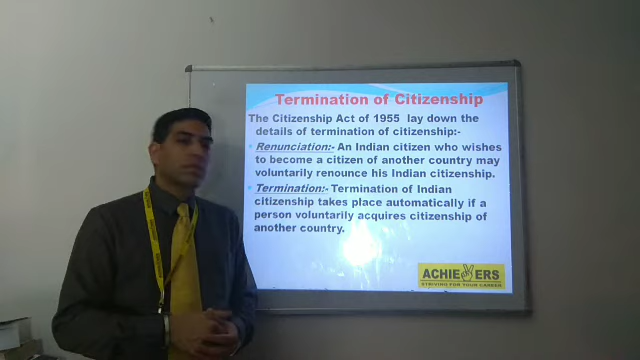 Termination of Citizenship
The Citizenship Act of 1955 lay down the
details of termination of citizenship:-
Renunciation:- An Indian citizen who wishes
to become a citizen of another country may
voluntarily renounce his Indian citizenship.
Termination:- Termination of Indian
citizenship takes place automatically if a
person voluntarily acquires citizenship of
another country.
ACHIEVERS
STRIVING FOR YOUR CAREER